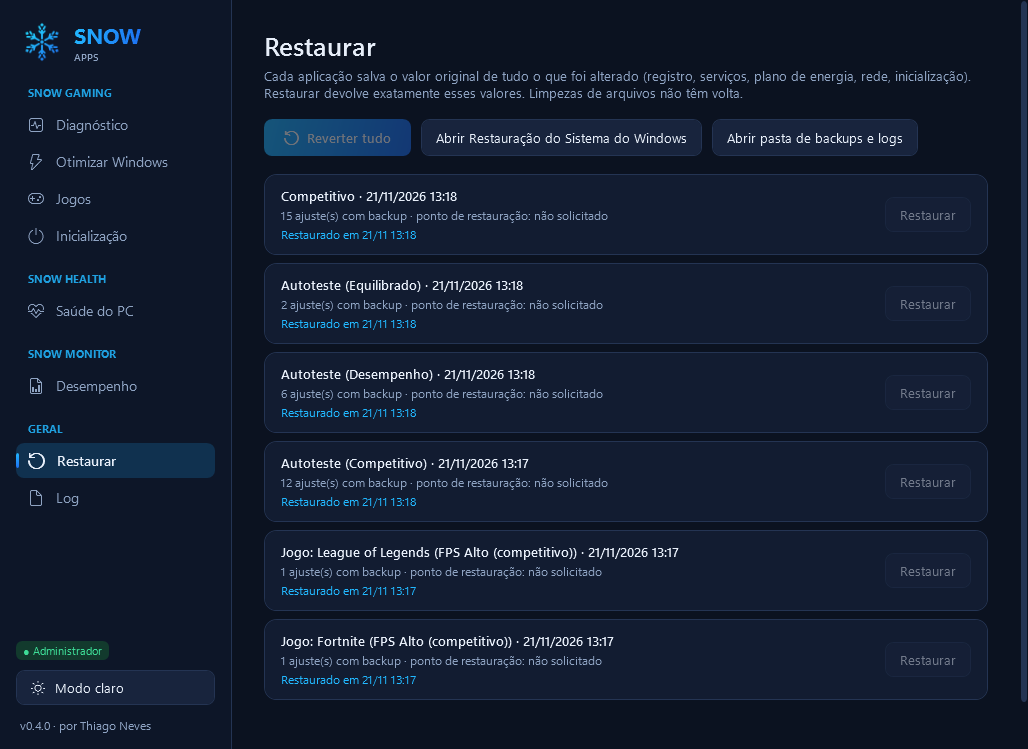 SNOW
APPS
SNOW GAMING
Diagnóstico
Otimizar Windows
Jogos
Inicialização
SNOW HEALTH
Saúde do PC
SNOW MONITOR
Desempenho
GERAL
Restaurar
Log
Administrador
Modo claro
v0.4.0 · por Thiago Neves
Restaurar
Cada aplicação salva o valor original de tudo o que foi alterado (registro, serviços, plano de energia, rede, inicialização).
Restaurar devolve exatamente esses valores. Limpezas de arquivos não têm volta.
Reverter tudo
Abrir Restauração do Sistema do Windows
Abrir pasta de backups e logs
Competitivo · 21/11/2026 13:18
15 ajuste(s) com backup · ponto de restauração: não solicitado
Restaurado em 21/11 13:18
Restaurar
Autoteste (Equilibrado) · 21/11/2026 13:18
2 ajuste(s) com backup · ponto de restauração: não solicitado
Restaurado em 21/11 13:18
Restaurar
Autoteste (Desempenho) · 21/11/2026 13:18
6 ajuste(s) com backup · ponto de restauração: não solicitado
Restaurado em 21/11 13:18
Restaurar
Autoteste (Competitivo) · 21/11/2026 13:17
12 ajuste(s) com backup · ponto de restauração: não solicitado
Restaurado em 21/11 13:18
Restaurar
Jogo: League of Legends (FPS Alto (competitivo)) · 21/11/2026 13:17
1 ajuste(s) com backup · ponto de restauração: não solicitado
Restaurado em 21/11 13:17
Restaurar
Jogo: Fortnite (FPS Alto (competitivo)) · 21/11/2026 13:17
1 ajuste(s) com backup · ponto de restauração: não solicitado
Restaurado em 21/11 13:17
Restaurar